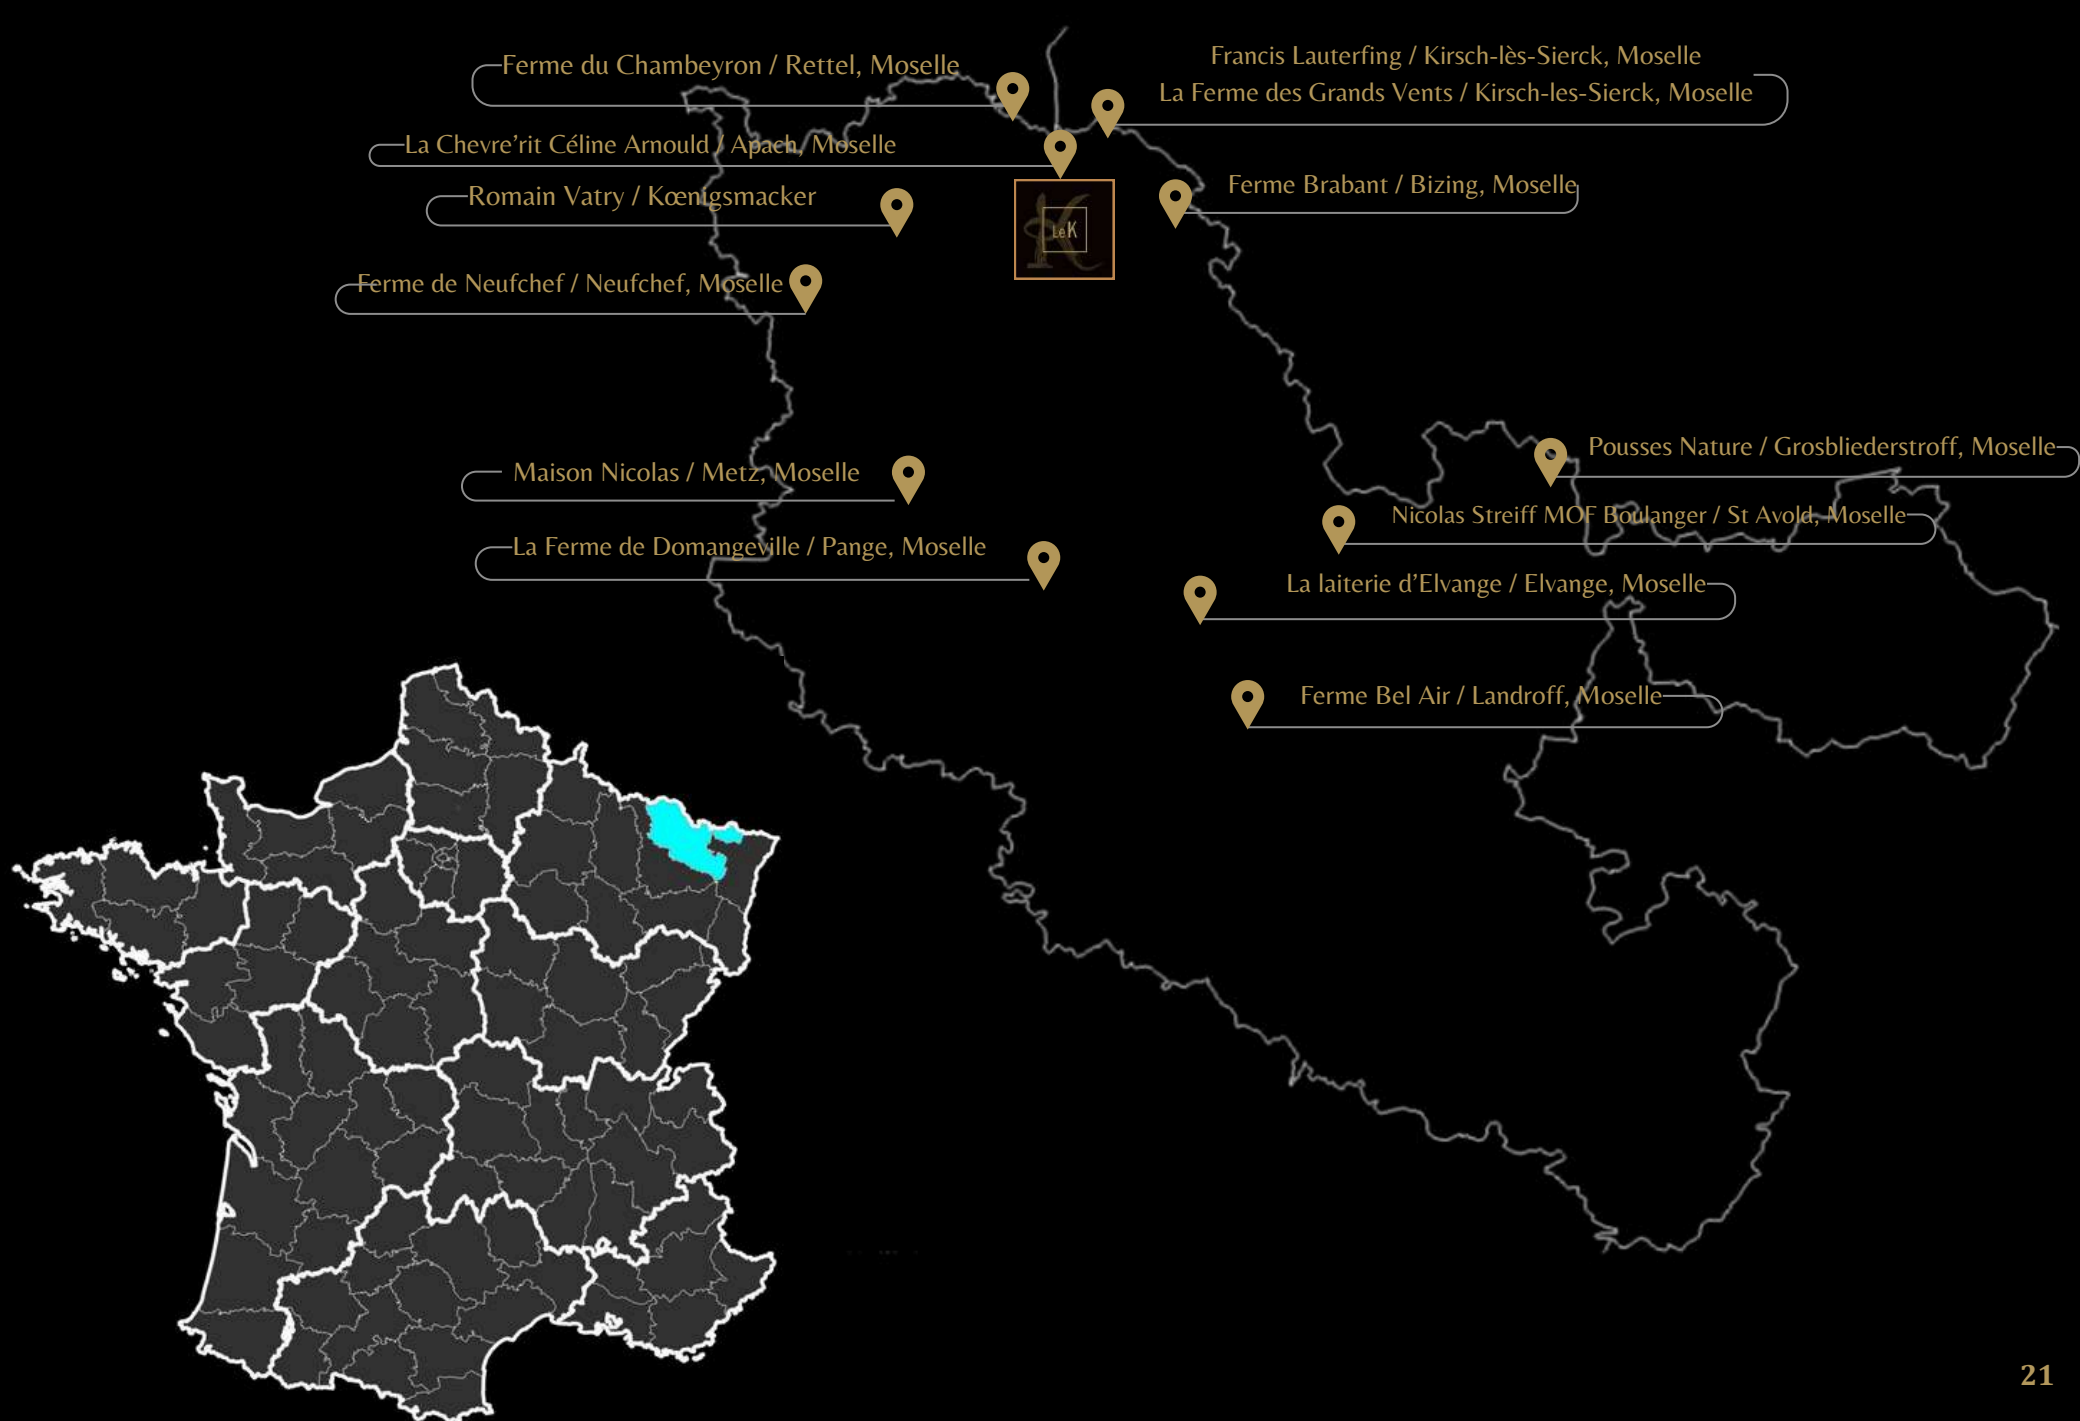 Ferme du Chambeyron / Rettel, Moselle
Francis Lauterfing / Kirsch-lès-Sierck, Moselle
La Ferme des Grands Vents / Kirsch-les-Sierck, Moselle
La Chevre’rit Céline Arnould / Apach, Moselle
Romain Vatry / Kœnigsmacker
Ferme Brabant / Bizing, Moselle
Le K
Ferme de Neufchef / Neufchef, Moselle
Maison Nicolas / Metz, Moselle
Pousses Nature / Grosbliederstroff, Moselle
Nicolas Streiff MOF Boulanger / St Avold, Moselle
La Ferme de Domangeville / Pange, Moselle
La laiterie d’Elvange / Elvange, Moselle
Ferme Bel Air / Landroff, Moselle
21